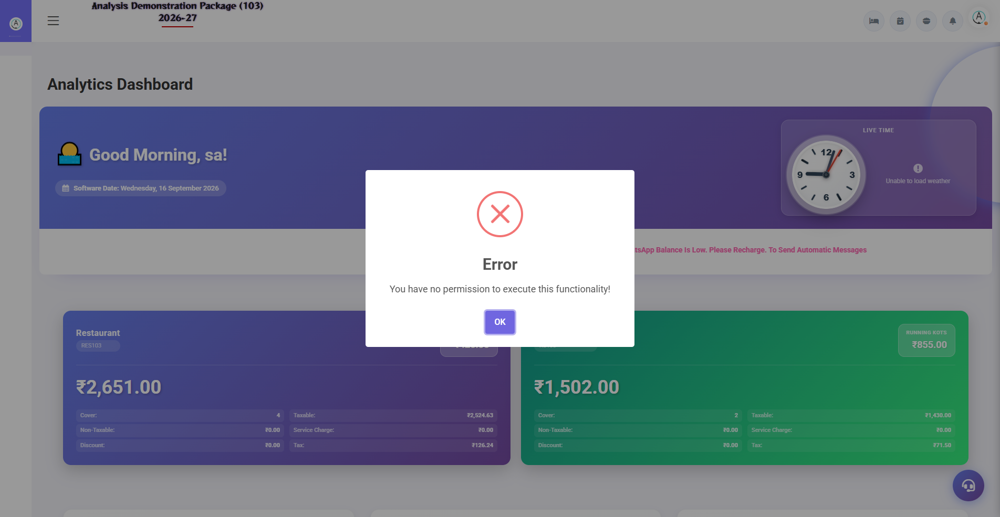 Analysis Demonstration Package (103)
2026-27
Analytics Dashboard
Good Morning, sa!
Software Date: Wednesday, 16 September 2026
LIVE TIME
12
3
6
9
Unable to load weather
App Balance Is Low. Please Recharge. To Send Automatic Messages
Error
You have no permission to execute this functionality!
OK
Restaurant
RES103
₹2,651.00
Cover: 4
Taxable: ₹2,524.63
Non-Taxable: ₹0.00
Service Charge: ₹0.00
Discount: ₹0.00
Tax: ₹126.24
RUNNING KOTS
₹855.00
₹1,502.00
Cover: 2
Taxable: ₹1,430.00
Non-Taxable: ₹0.00
Service Charge: ₹0.00
Discount: ₹0.00
Tax: ₹71.50